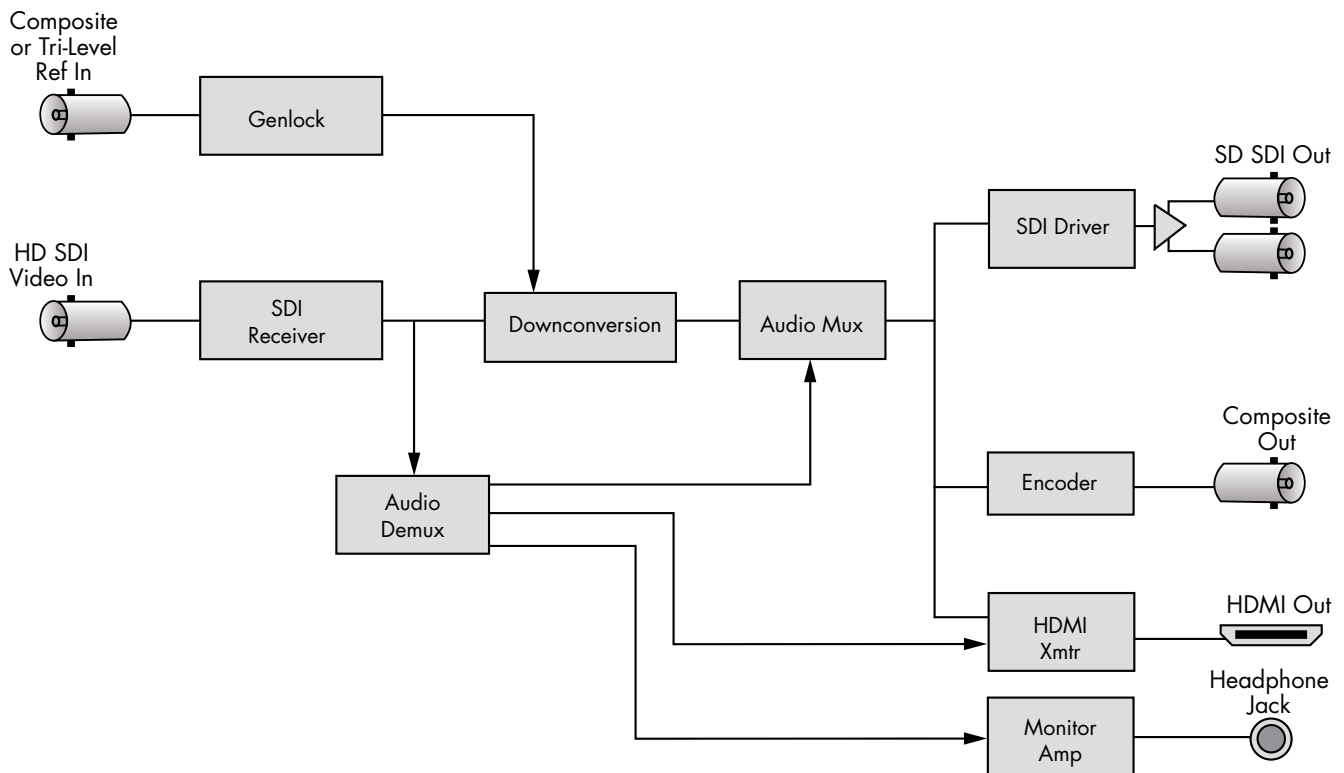 Composite
or Tri-Level
Ref In
Genlock
SD SDI Out
SDI Driver
HD SDI
Video In
SDI
Receiver
Downconversion
Audio Mux
Composite
Out
Encoder
Audio
Demux
HDMI Out
HDMI
Xmtr
Headphone
Jack
Monitor
Amp